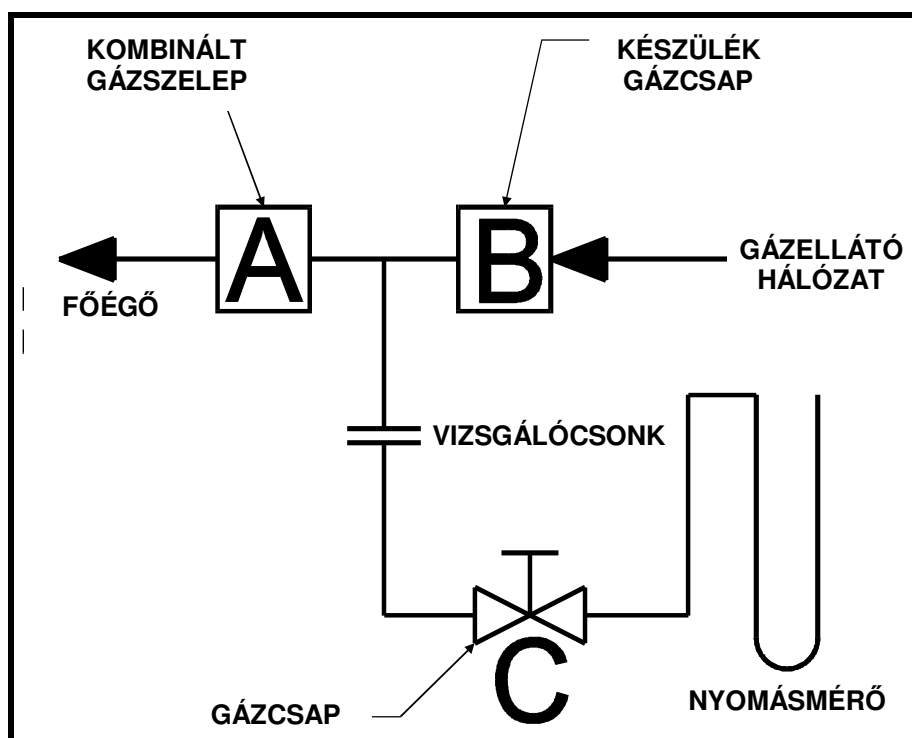 KOMBINÁLT
GÁZSZELEP
KÉSZÜLÉK
GÁZCSAP
A
B
GÁZELLÁTÓ
HÁLÓZAT
FŐÉGŐ
VIZSGÁLÓCSONK
C
GÁZCSAP
NYOMÁSMÉRŐ